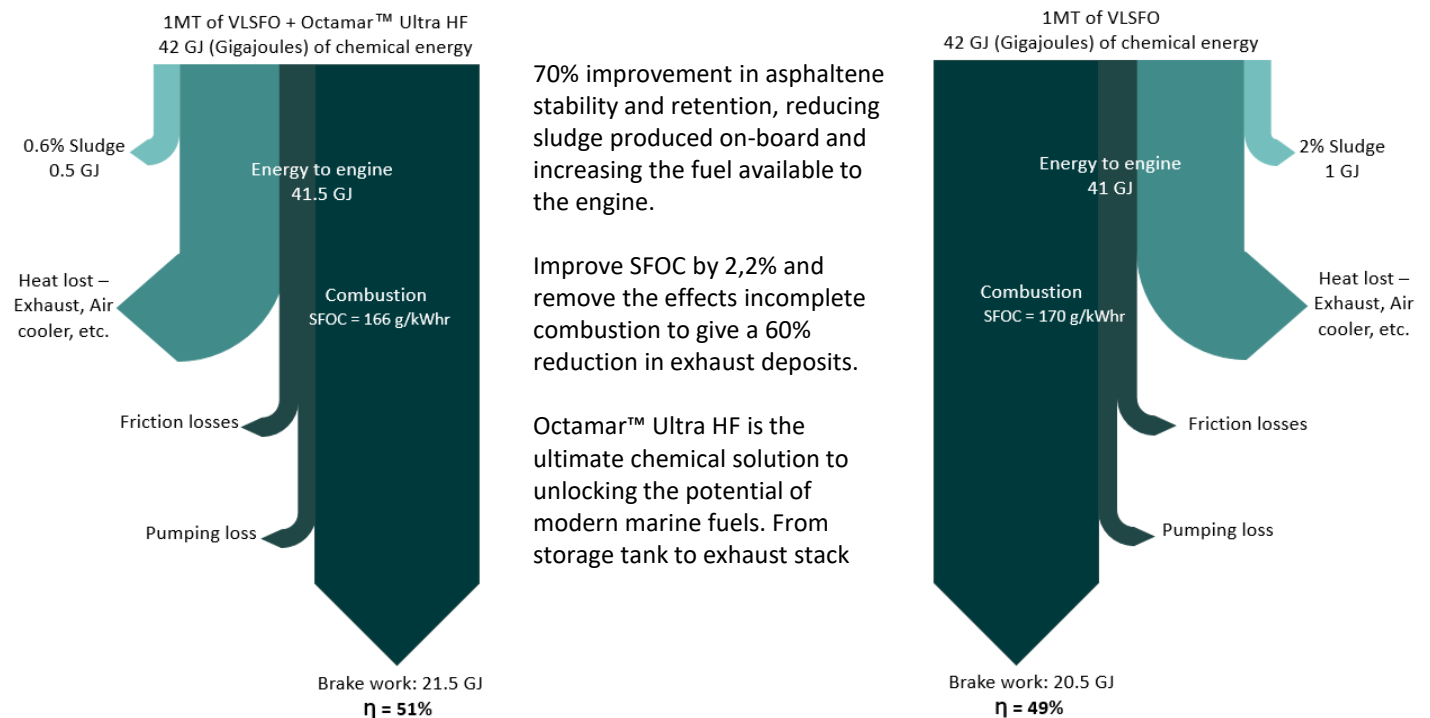 1MT of VLSFO + Octamar™ Ultra HF
42 GJ (Gigajoules) of chemical energy
0.6% Sludge
0.5 GJ
Energy to engine
41.5 GJ
Heat lost –
Exhaust, Air
cooler, etc.
Combustion
SFOC = 166 g/kWhr
Friction losses
Pumping loss
Brake work: 21.5 GJ
η = 51%
70% improvement in asphaltene
stability and retention, reducing
sludge produced on-board and
increasing the fuel available to
the engine.
Improve SFOC by 2,2% and
remove the effects incomplete
combustion to give a 60%
reduction in exhaust deposits.
Octamar™ Ultra HF is the
ultimate chemical solution to
unlocking the potential of
modern marine fuels. From
storage tank to exhaust stack
1MT of VLSFO
42 GJ (Gigajoules) of chemical energy
2% Sludge
1 GJ
Energy to engine
41 GJ
Heat lost –
Exhaust, Air
cooler, etc.
Combustion
SFOC = 170 g/kWhr
Friction losses
Pumping loss
Brake work: 20.5 GJ
η = 49%